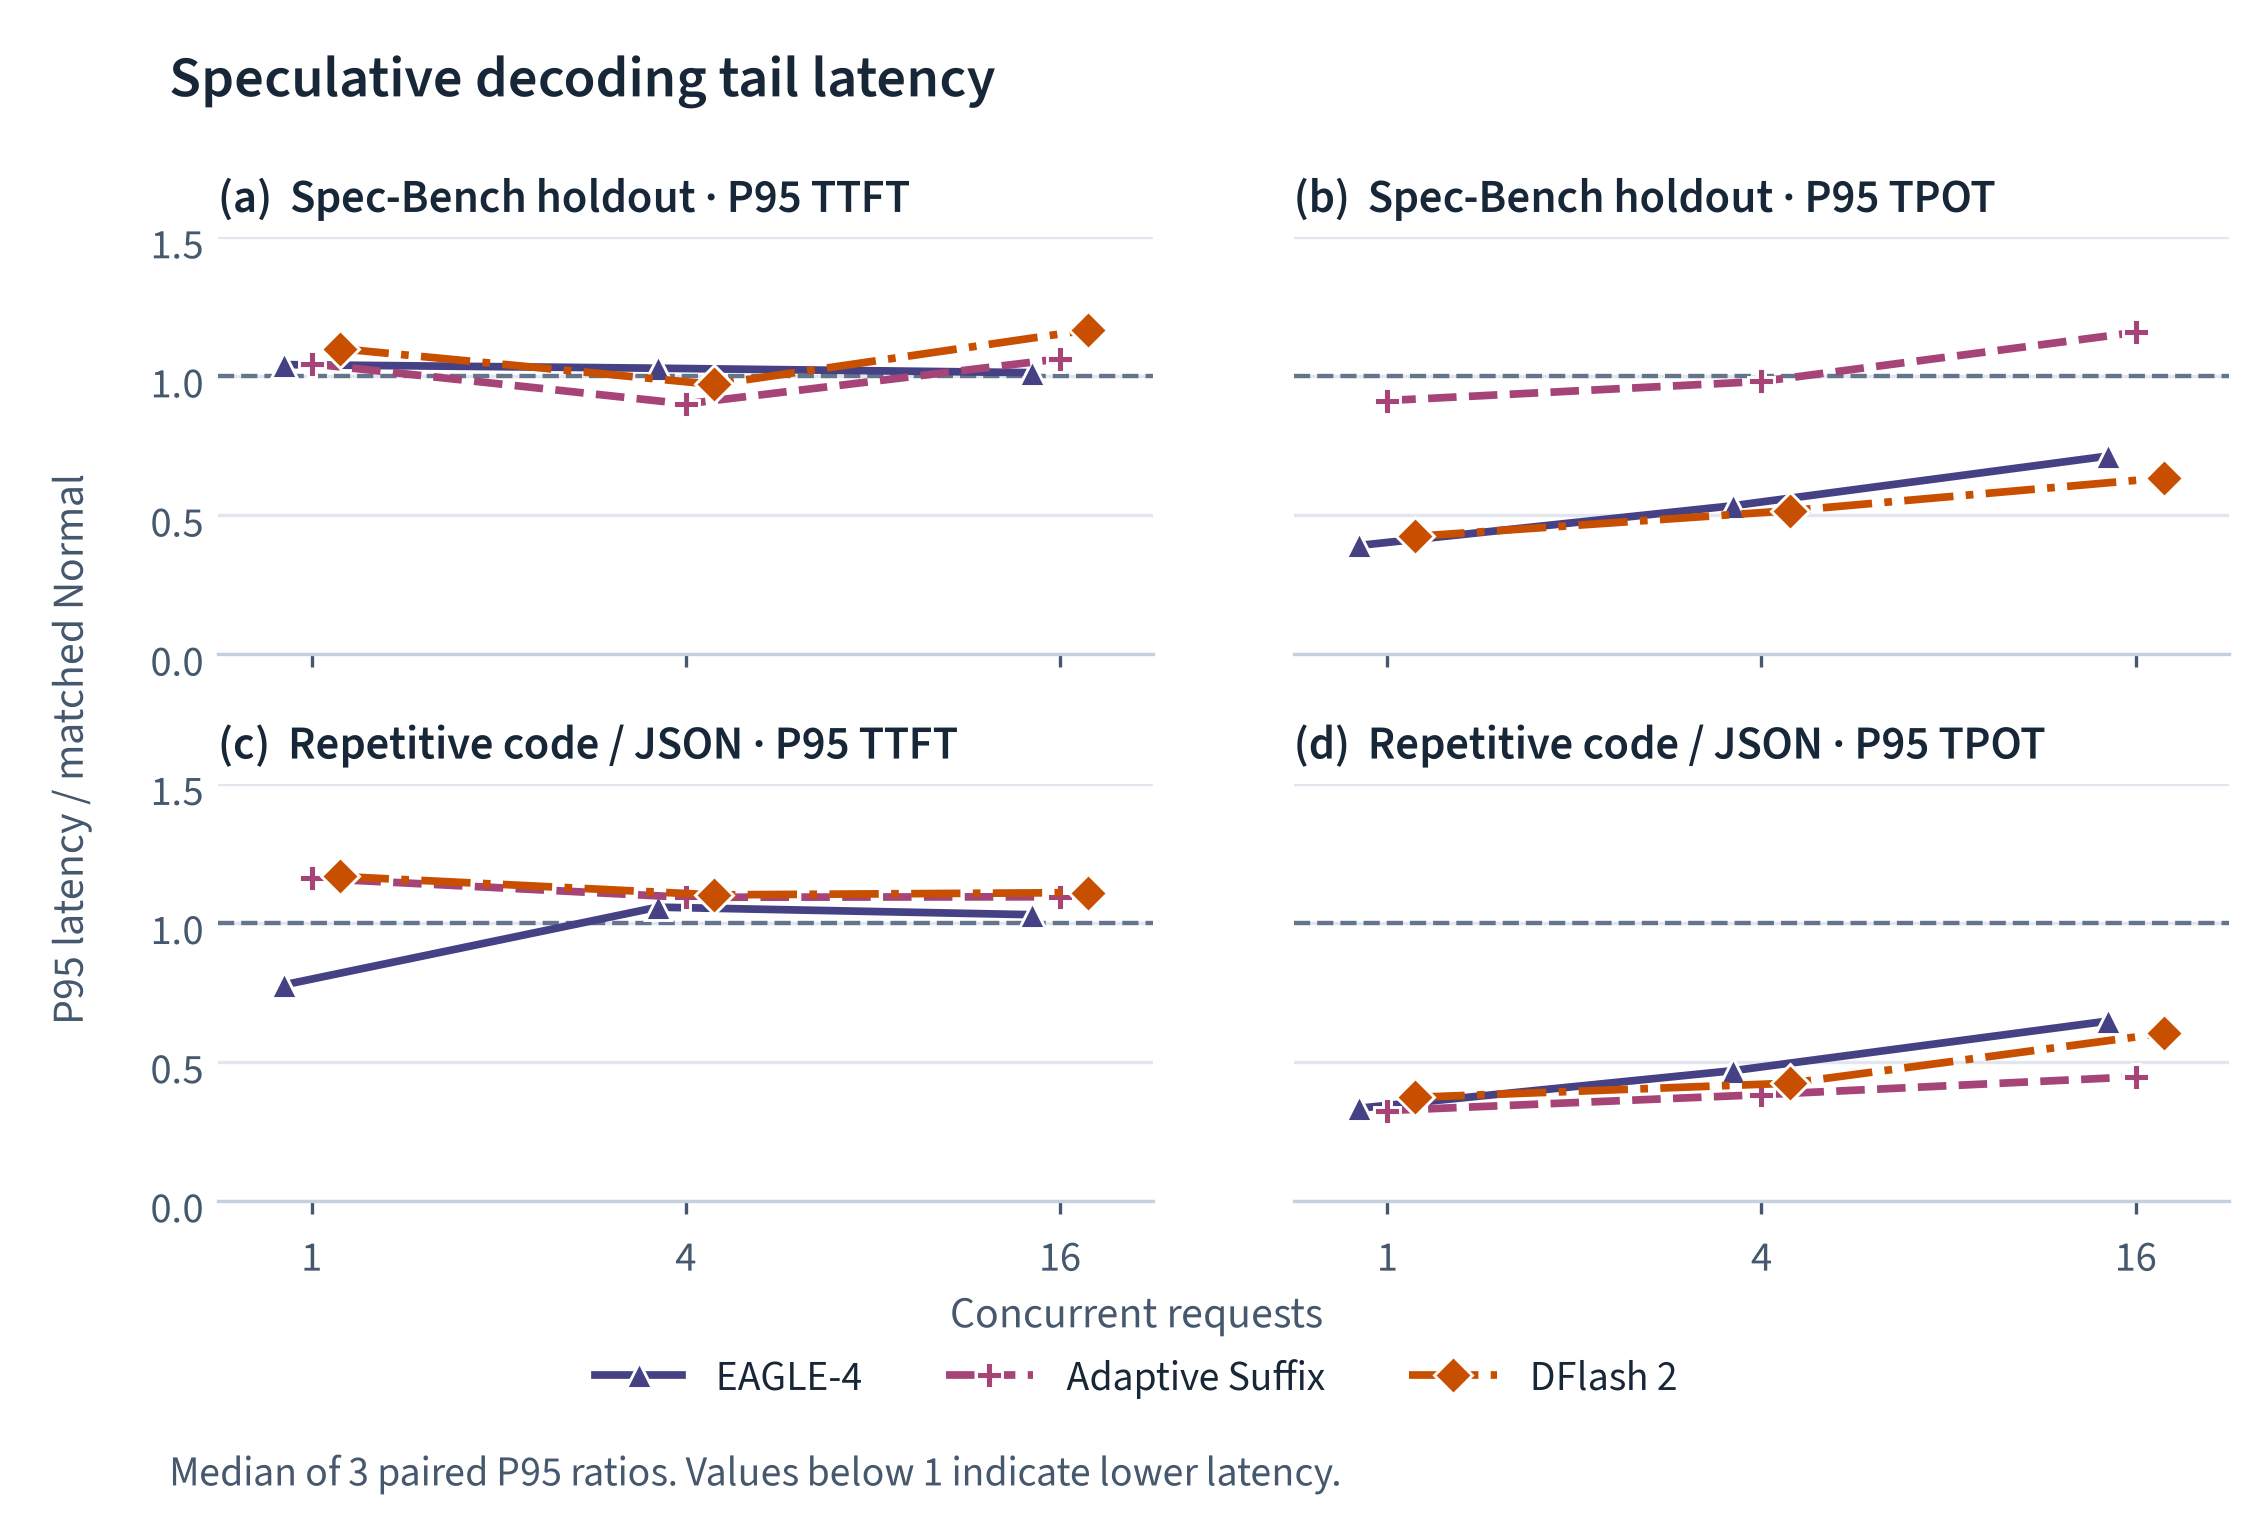 Speculative decoding tail latency
(a) Spec-Bench holdout · P95 TTFT
(b) Spec-Bench holdout · P95 TPOT
1.5
1.0
0.5
0.0
P95 latency / matched Normal
(c) Repetitive code / JSON · P95 TTFT
(d) Repetitive code / JSON · P95 TPOT
1.5
1.0
0.5
0.0
1 4 16
1 4 16
Concurrent requests
EAGLE-4 Adaptive Suffix DFlash 2
Median of 3 paired P95 ratios. Values below 1 indicate lower latency.